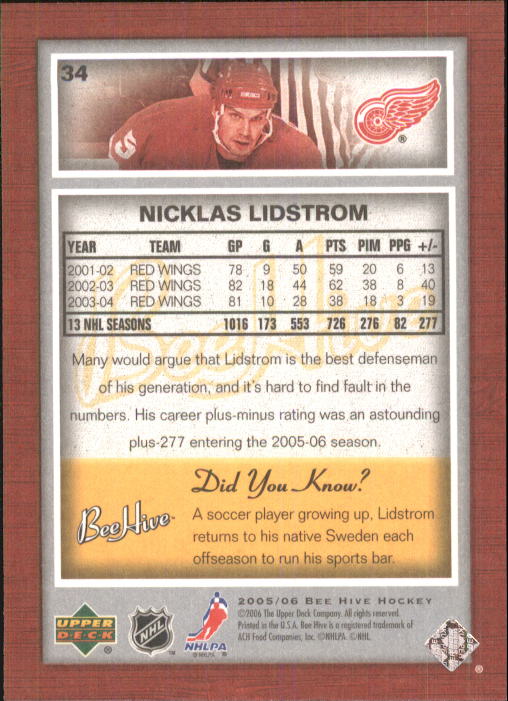 34
®
NICKLAS LIDSTROM
YEAR TEAM GP G A PTS PIM PPG +/-
2001-02 RED WINGS 78 9 50 59 20 6 13
2002-03 RED WINGS 82 18 44 62 38 8 40
2003-04 RED WINGS 81 10 28 38 18 3 19
13 NHL SEASONS 1016 173 553 726 276 82 277
Many would argue that Lidstrom is the best defenseman
of his generation, and it's hard to find fault in the
numbers. His career plus-minus rating was an astounding
plus-277 entering the 2005-06 season.
Did You Know?
BeeHive™
A soccer player growing up, Lidstrom
returns to his native Sweden each
offseason to run his sports bar.
UPPER
DECK
®
NHL
™
NHLPA
©NHLPA
2005/06 BEE HIVE HOCKEY
©2006 The Upper Deck Company. All rights reserved.
Printed in the U.S.A. Bee Hive is a registered trademark of
ACH Food Companies, Inc. ©NHLPA. ©NHL.
®